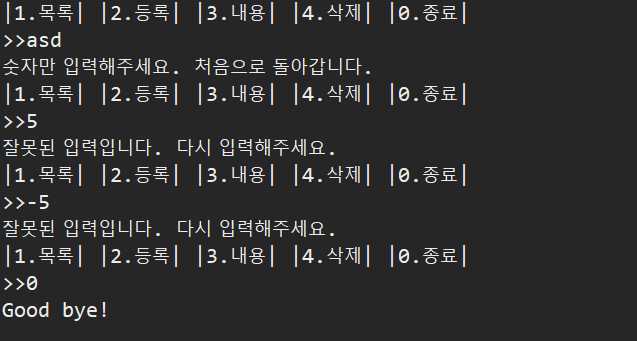 |1.목록| |2.등록| |3.내용| |4.삭제| |0.종료|
>>asd
숫자만 입력해주세요. 처음으로 돌아갑니다.
|1.목록| |2.등록| |3.내용| |4.삭제| |0.종료|
>>5
잘못된 입력입니다. 다시 입력해주세요.
|1.목록| |2.등록| |3.내용| |4.삭제| |0.종료|
>>-5
잘못된 입력입니다. 다시 입력해주세요.
|1.목록| |2.등록| |3.내용| |4.삭제| |0.종료|
>>0
Good bye!